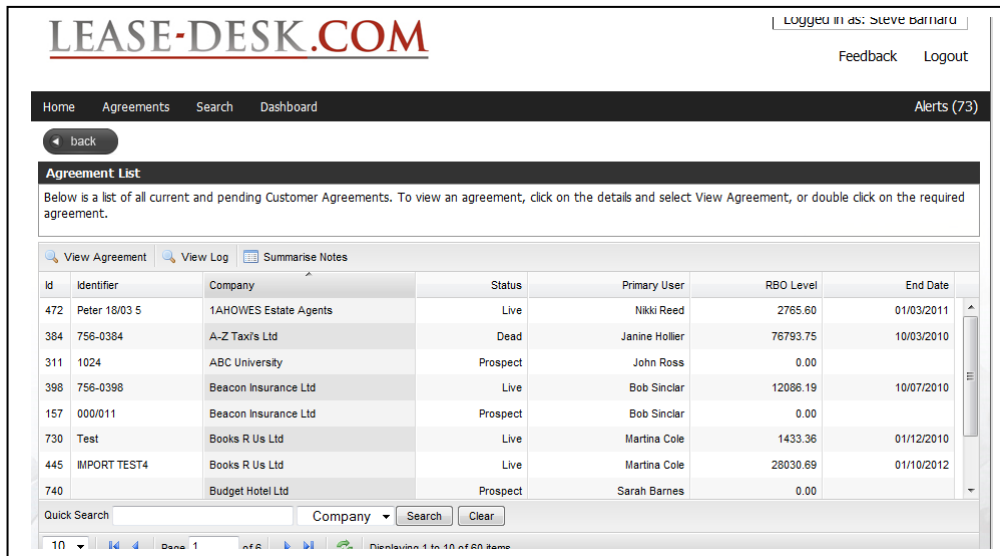 Logged in as: Steve Barnard
LEASE-DESK.COM
Feedback Logout
Home Agreements Search Dashboard Alerts (73)
back
Agreement List
Below is a list of all current and pending Customer Agreements. To view an agreement, click on the details and select View Agreement, or double click on the required
agreement.
View Agreement View Log Summarise Notes
Id Identifier Company Status Primary User RBO Level End Date
472 Peter 18/03 5 1AHOWES Estate Agents Live Nikki Reed 2765.60 01/03/2011
384 756-0384 A-Z Taxi's Ltd Dead Janine Hollier 76793.75 10/03/2010
311 1024 ABC University Prospect John Ross 0.00
398 756-0398 Beacon Insurance Ltd Live Bob Sinclar 12086.19 10/07/2010
157 000/011 Beacon Insurance Ltd Prospect Bob Sinclar 0.00
730 Test Books R Us Ltd Live Martina Cole 1433.36 01/12/2010
445 IMPORT TEST4 Books R Us Ltd Live Martina Cole 28030.69 01/10/2012
740 Budget Hotel Ltd Prospect Sarah Barnes 0.00
Quick Search Company Search Clear
10 Page 1 of 6 Displaying 1 to 10 of 60 items